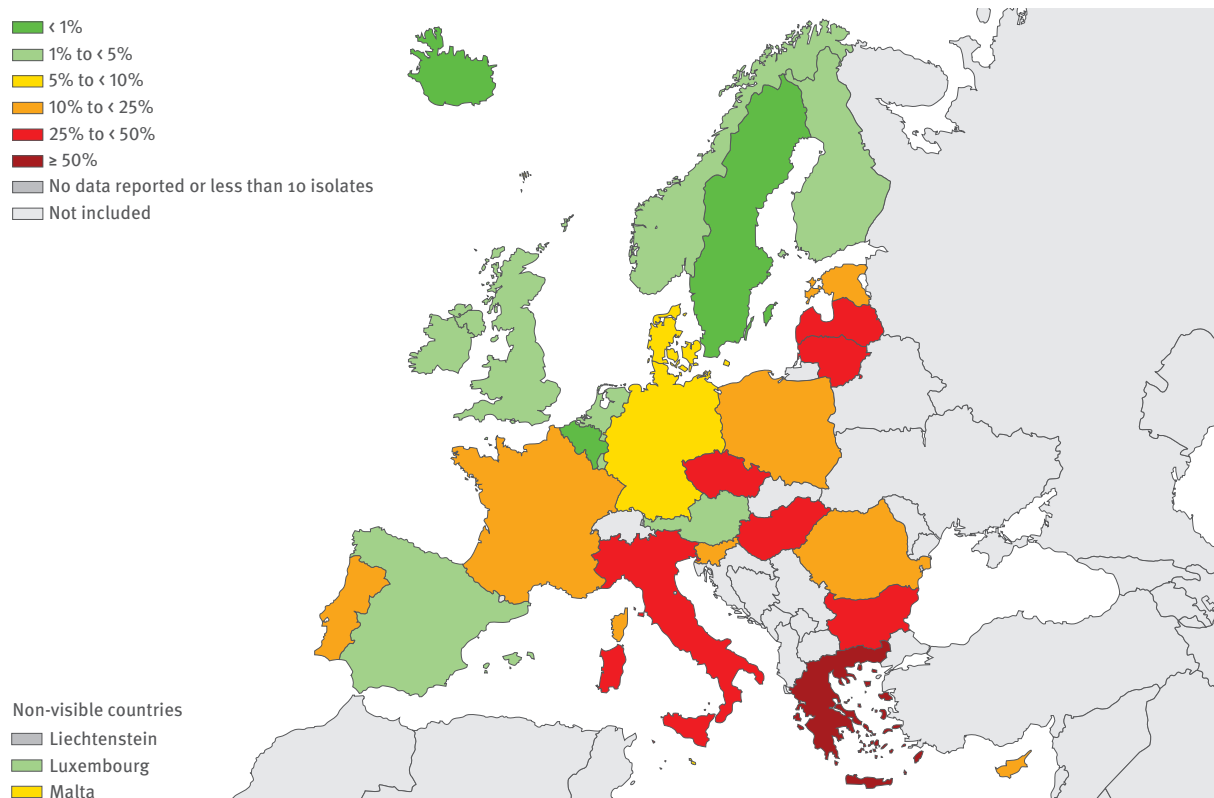 < 1%
1% to < 5%
5% to < 10%
10% to < 25%
25% to < 50%
≥ 50%
No data reported or less than 10 isolates
Not included
Non-visible countries
Liechtenstein
Luxembourg
Malta